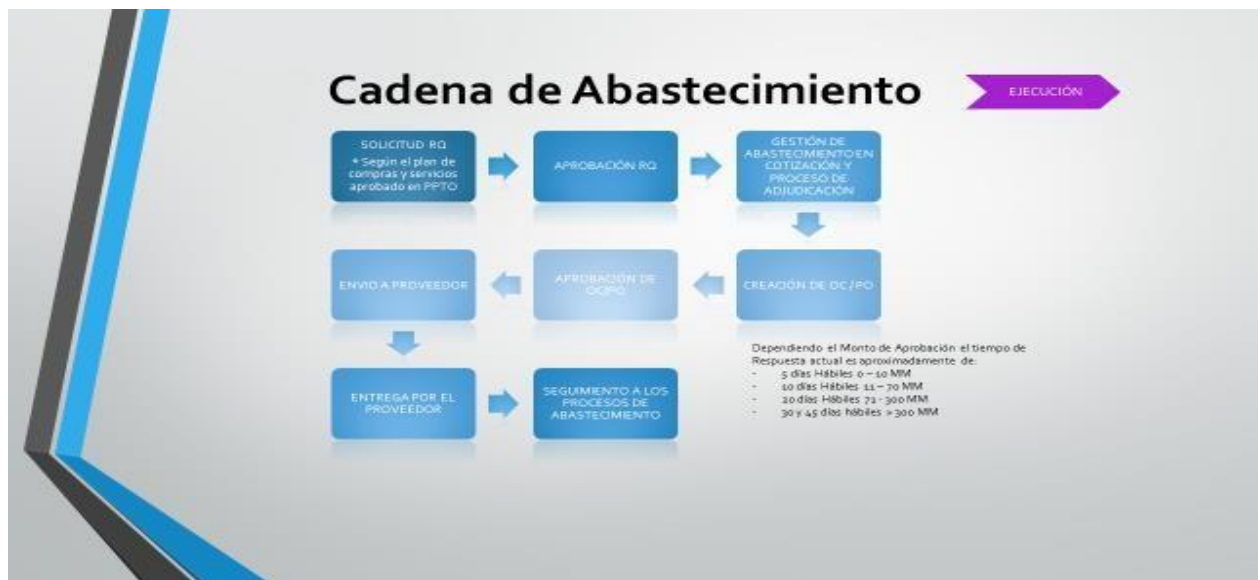 Cadena de Abastecimiento
EJECUCIÓN
SOLICITUD RQ
* Según el plan de
compras y servicios
aprobado en PPTO
APROBACIÓN RQ
GESTIÓN DE
ABASTECIMIENTO EN
COTIZACIÓN Y
PROCESO DE
ADJUDICACIÓN
CREACIÓN DE OC/PO
APROBACIÓN DE
OC/PO
ENVIO A PROVEEDOR
ENTREGA POR EL
PROVEEDOR
SEGUIMIENTO A LOS
PROCESOS DE
ABASTECIMIENTO
Dependiendo el Monto de Aprobación el tiempo de
Respuesta actual es aproximadamente de:
- 5 días Hábiles 0 – 10 MM
- 10 días Hábiles 11 – 70 MM
- 20 días Hábiles 71 - 300 MM
- 30 y 45 días hábiles > 300 MM